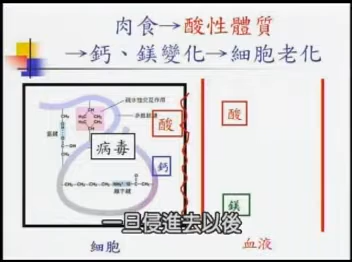 肉食→酸性體質
→鈣、鎂變化→細胞老化
酸
酸
病毒
鈣
鎂
一旦侵進去以後
細胞
血液